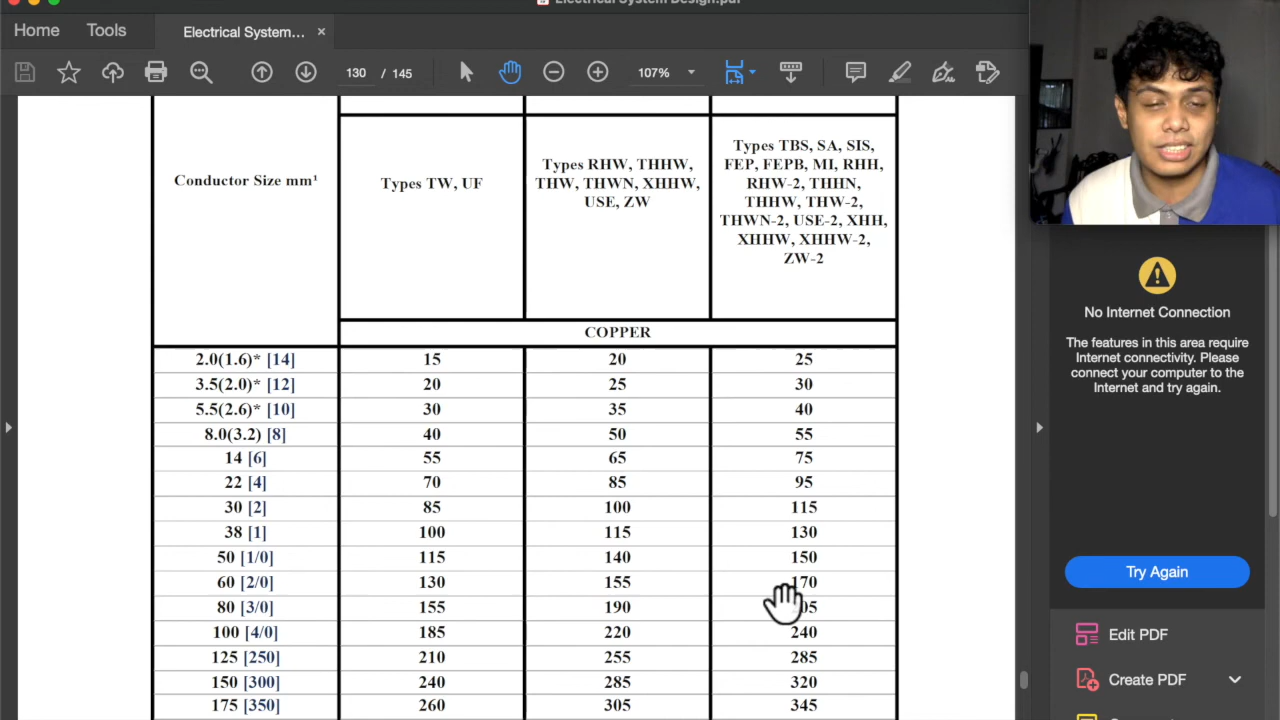 Electrical System Design.pdf
Home
Tools
Electrical System...
×
130 / 145
107%
Conductor Size mm¹
Types TW, UF
Types RHW, THHW,
THW, THWN, XHHW,
USE, ZW
Types TBS, SA, SIS,
FEP, FEPB, MI, RHH,
RHW-2, THHN,
THHW, THW-2,
THWN-2, USE-2, XHH,
XHHW, XHHW-2,
ZW-2
COPPER
2.0(1.6)* [14] 15 20 25
3.5(2.0)* [12] 20 25 30
5.5(2.6)* [10] 30 35 40
8.0(3.2) [8] 40 50 55
14 [6] 55 65 75
22 [4] 70 85 95
30 [2] 85 100 115
38 [1] 100 115 130
50 [1/0] 115 140 150
60 [2/0] 130 155 170
80 [3/0] 155 190
100 [4/0] 185 220 240
125 [250] 210 255 285
150 [300] 240 285 320
175 [350] 260 305 345
No Internet Connection
The features in this area require
Internet connectivity. Please
connect your computer to the
Internet and try again.
Try Again
Edit PDF
Create PDF